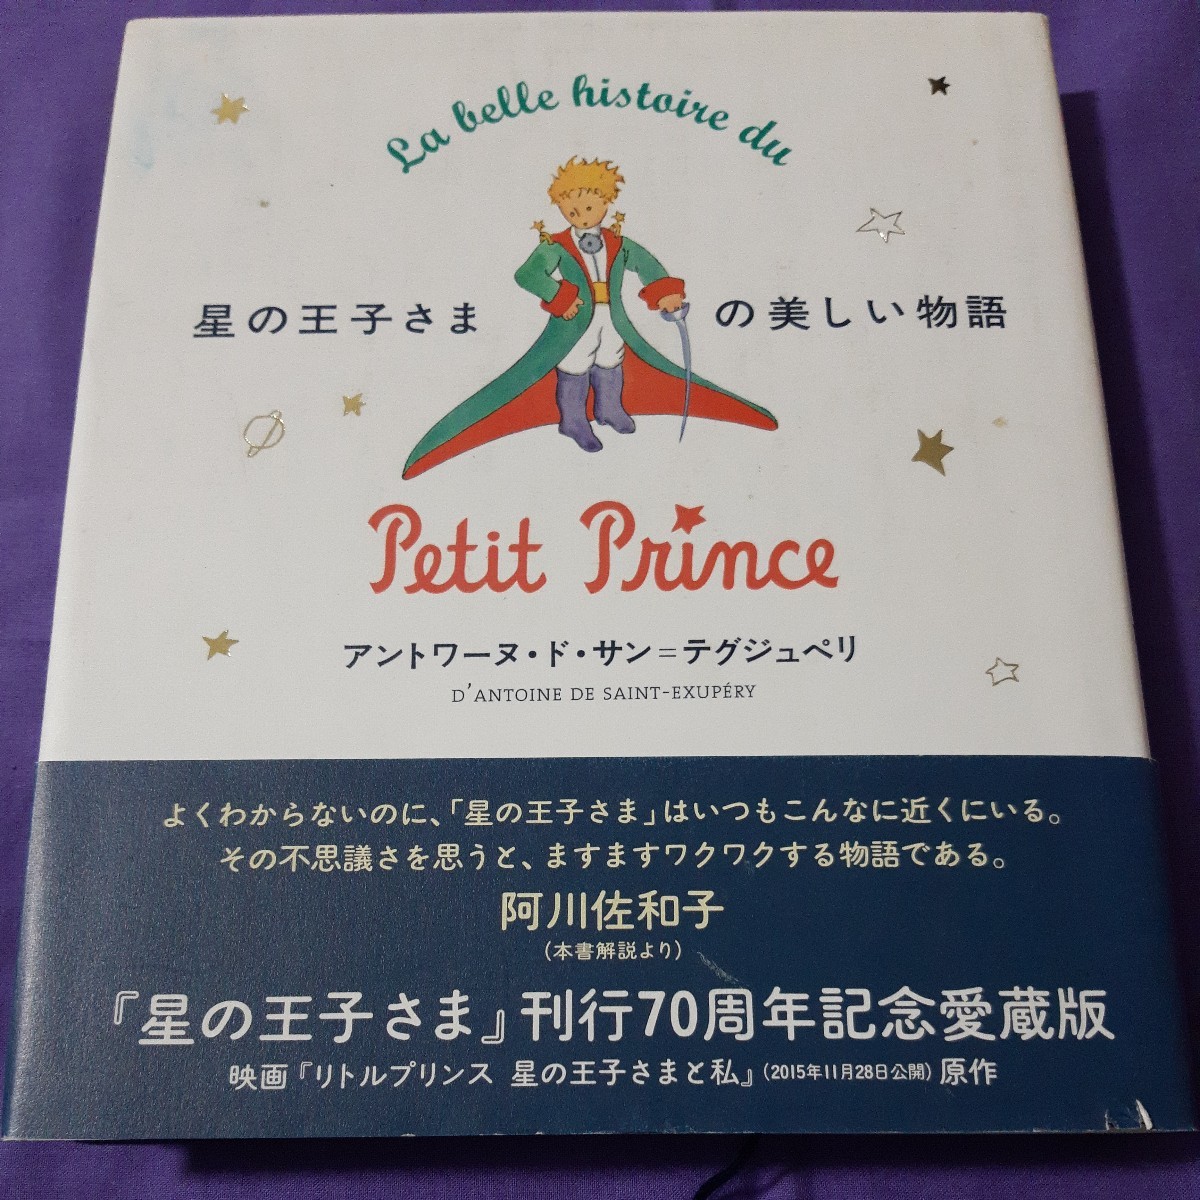 La belle histoire du
星の王子さま の美しい物語
Petit Prince
アントワーヌ・ド・サン=テグジュペリ
D'ANTOINE DE SAINT-EXUPÉRY
よくわからないのに、「星の王子さま」はいつもこんなに近くにいる。
その不思議さを思うと、ますますワクワクする物語である。
阿川佐和子
(本書解説より)
『星の王子さま』刊行70周年記念愛蔵版
映画『リトルプリンス 星の王子さまと私』(2015年11月28日公開)原作